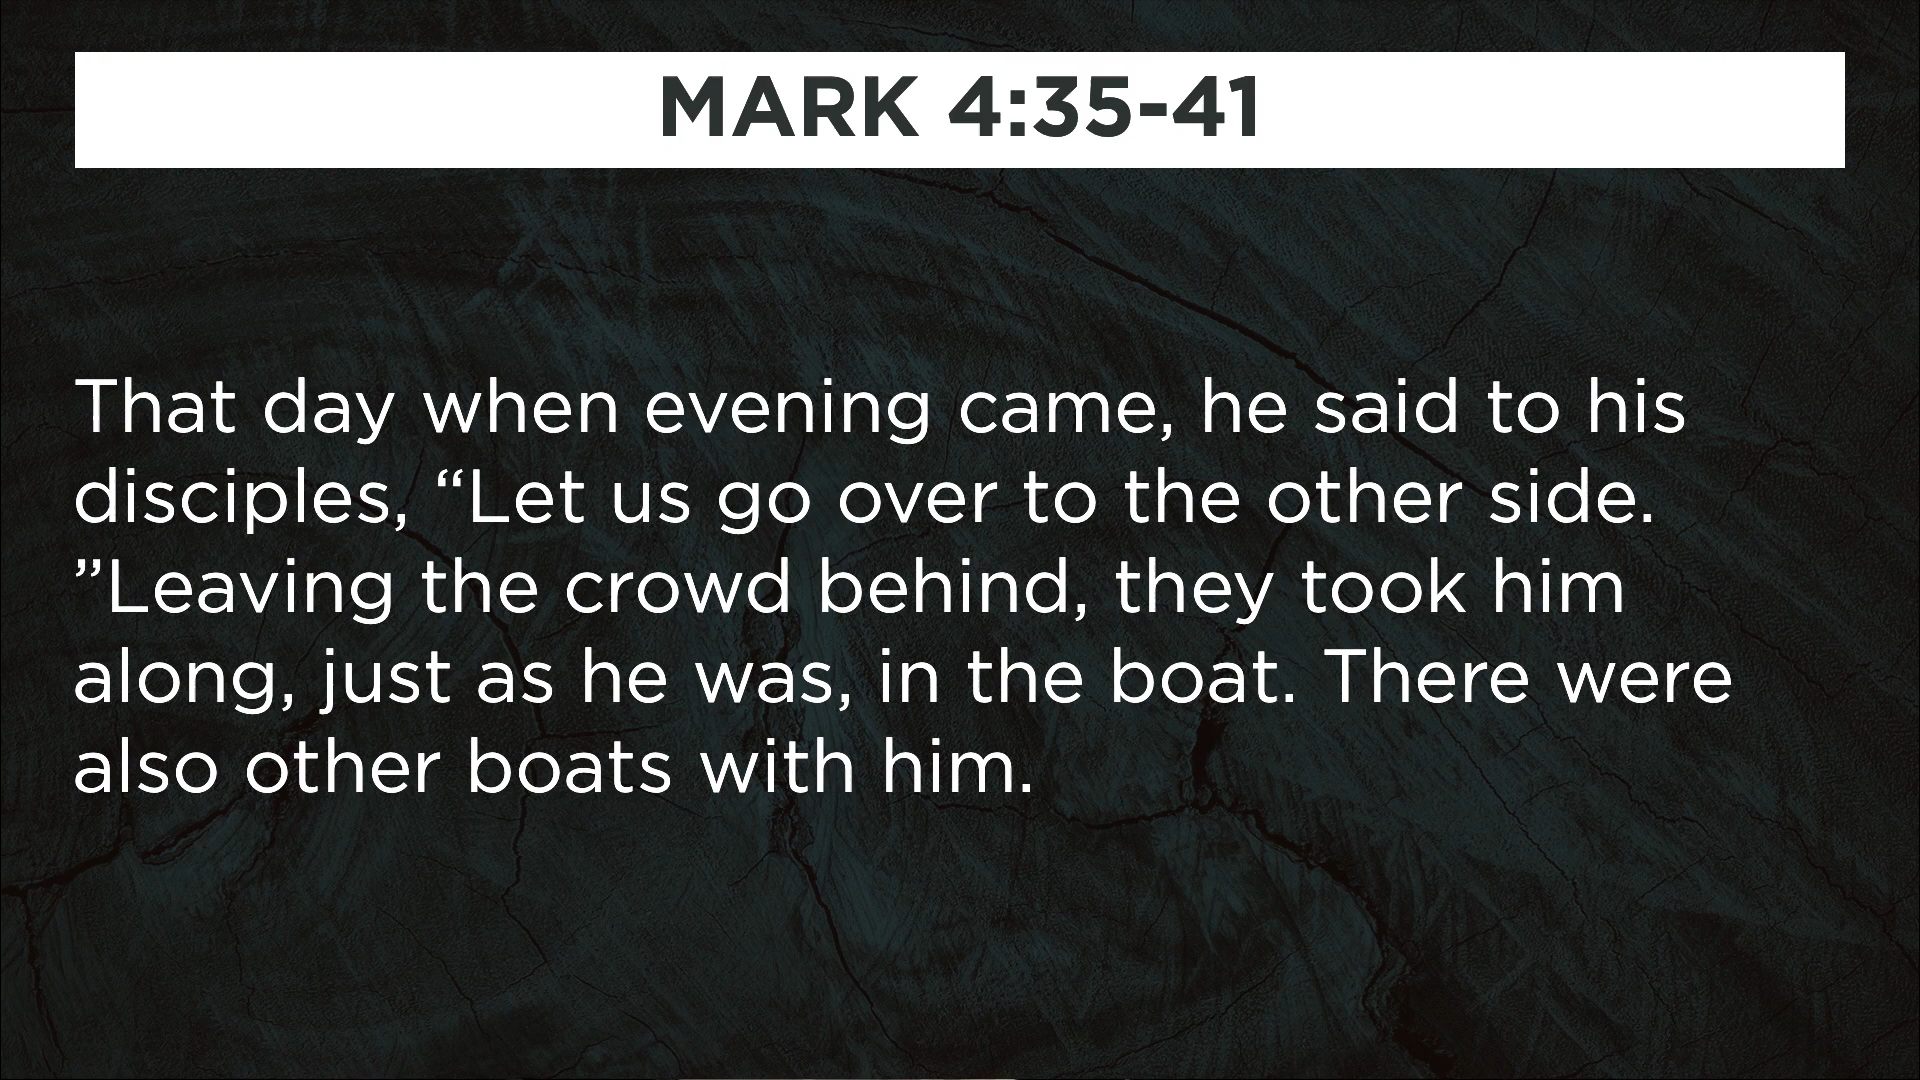 MARK 4:35-41
That day when evening came, he said to his
disciples, “Let us go over to the other side.
”Leaving the crowd behind, they took him
along, just as he was, in the boat. There were
also other boats with him.